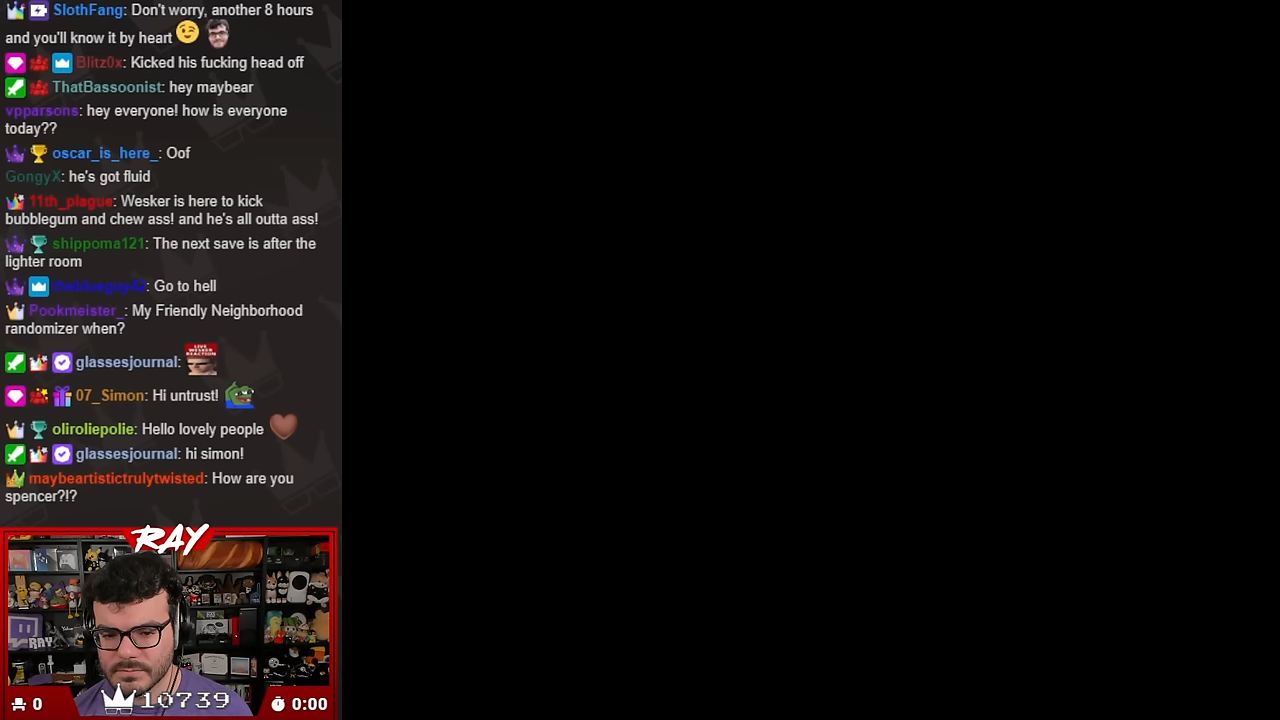 SlothFang: Don't worry, another 8 hours
and you'll know it by heart
Blitz0x: Kicked his fucking head off
ThatBassoonist: hey maybear
vpparsons: hey everyone! how is everyone
today??
oscar_is_here_: Oof
GongyX: he's got fluid
11th_plague: Wesker is here to kick
bubblegum and chew ass! and he's all outta ass!
shippoma121: The next save is after the
lighter room
theblueguy42: Go to hell
Pookmeister_: My Friendly Neighborhood
randomizer when?
glassesjournal:
07_Simon: Hi untrust!
oliroliepolie: Hello lovely people
glassesjournal: hi simon!
maybeartistictrulytwisted: How are you
spencer?!?
RAY
RAY
0
10739
0:00